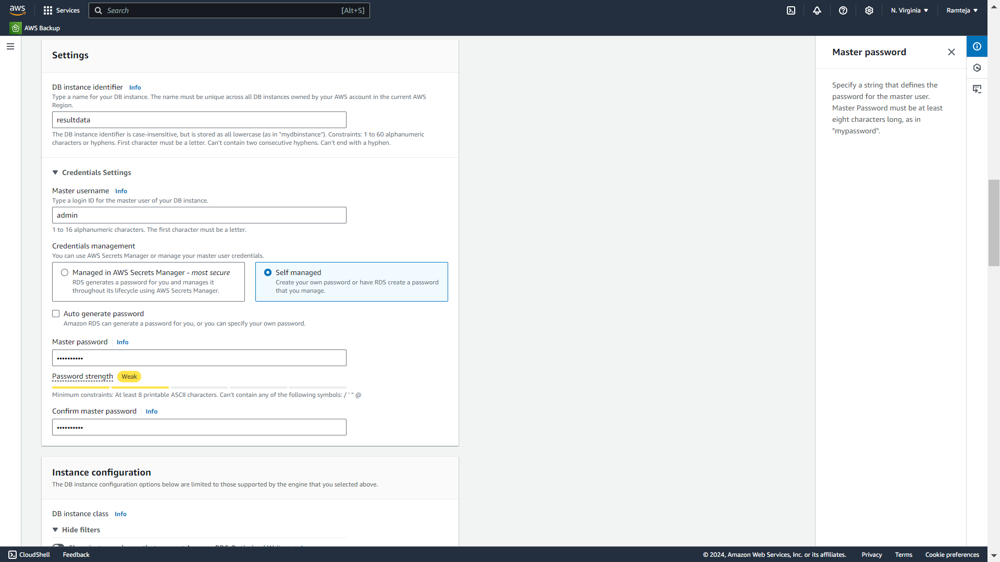 aws
Services
Search
[Alt+S]
N. Virginia
Ramteja
AWS Backup
Settings
DB instance identifier Info
Type a name for your DB instance. The name must be unique across all DB instances owned by your AWS account in the current AWS
Region.
resultdata
The DB instance identifier is case-insensitive, but is stored as all lowercase (as in "mydbinstance"). Constraints: 1 to 60 alphanumeric
characters or hyphens. First character must be a letter. Can't contain two consecutive hyphens. Can't end with a hyphen.
Credentials Settings
Master username Info
Type a login ID for the master user of your DB instance.
admin
1 to 16 alphanumeric characters. The first character must be a letter.
Credentials management
You can use AWS Secrets Manager or manage your master user credentials.
Managed in AWS Secrets Manager - most secure
RDS generates a password for you and manages it
throughout its lifecycle using AWS Secrets Manager.
Self managed
Create your own password or have RDS create a password
that you manage.
Auto generate password
Amazon RDS can generate a password for you, or you can specify your own password.
Master password Info
••••••••••
Password strength Weak
Minimum constraints: At least 8 printable ASCII characters. Can't contain any of the following symbols: / ' " @
Confirm master password Info
••••••••••
Instance configuration
The DB instance configuration options below are limited to those supported by the engine that you selected above.
DB instance class Info
Hide filters
Master password
Specify a string that defines the
password for the master user.
Master Password must be at least
eight characters long, as in
"mypassword".
CloudShell
Feedback
© 2024, Amazon Web Services, Inc. or its affiliates.
Privacy
Terms
Cookie preferences